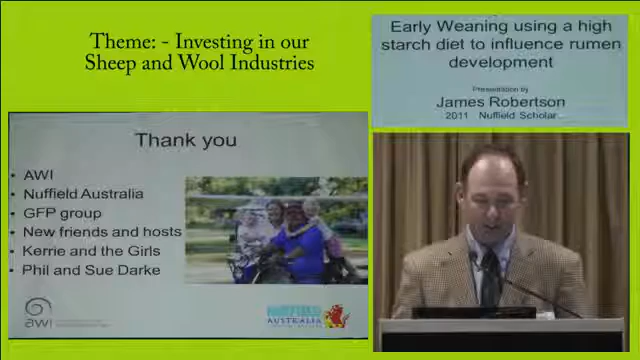 Theme: - Investing in our
Sheep and Wool Industries
Early Weaning using a high
starch diet to influence rumen
development
Presentation by
James Robertson
2011 Nuffield Scholar
Thank you
• AWI
• Nuffield Australia
• GFP group
• New friends and hosts
• Kerrie and the Girls
• Phil and Sue Darke
AWI
NUFFIELD
AUSTRALIA